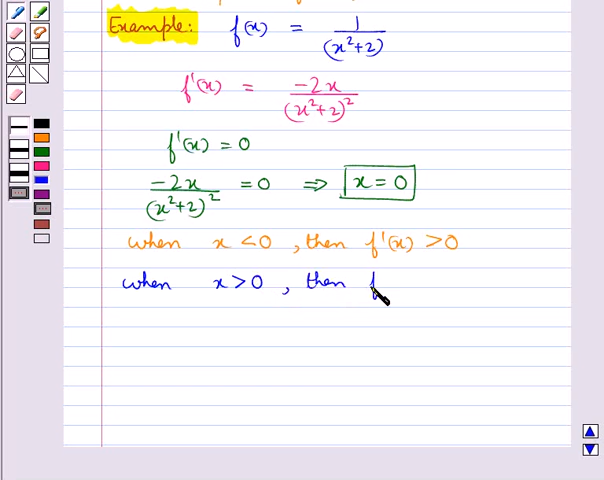 Example: f(x) = 1/(x²+2)
f'(x) = -2x/(x²+2)²
f'(x) = 0
-2x/(x²+2)² = 0 ⇒ x = 0
when x < 0, then f'(x) > 0
when x > 0, then f